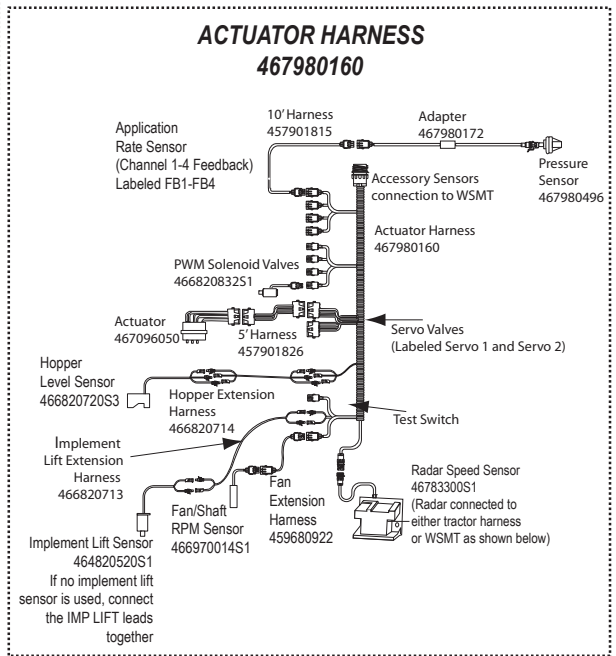 ACTUATOR HARNESS
467980160
10' Harness
457901815
Adapter
467980172
Application
Rate Sensor
(Channel 1-4 Feedback)
Labeled FB1-FB4
Pressure
Sensor
467980496
Accessory Sensors
connection to WSMT
Actuator Harness
467980160
PWM Solenoid Valves
466820832S1
Actuator
467096050
5' Harness
457901826
Servo Valves
(Labeled Servo 1 and Servo 2)
Hopper
Level Sensor
466820720S3
Hopper Extension
Harness
466820714
Test Switch
Implement
Lift Extension
Harness
466820713
Fan/Shaft
RPM Sensor
466970014S1
Fan
Extension
Harness
459680922
Radar Speed Sensor
46783300S1
(Radar connected to
either tractor harness
or WSMT as shown below)
Implement Lift Sensor
464820520S1
If no implement lift
sensor is used, connect
the IMP LIFT leads
together